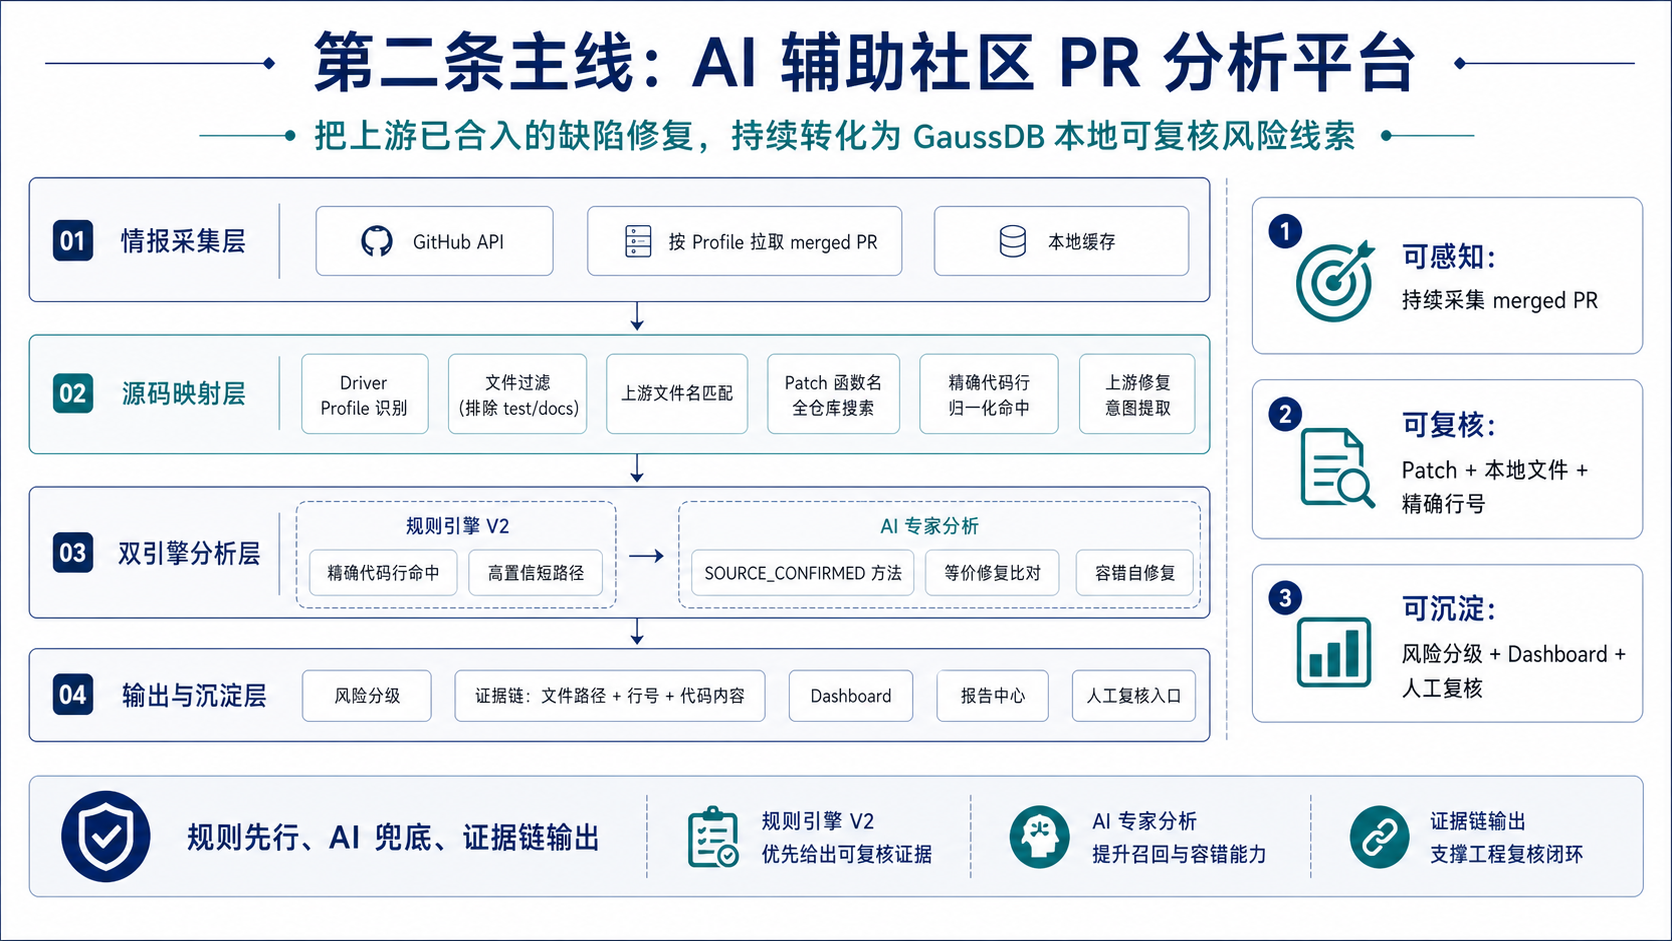 第二条主线：AI 辅助社区 PR 分析平台
把上游已合入的缺陷修复，持续转化为 GaussDB 本地可复核风险线索
01 情报采集层
GitHub API
按 Profile 拉取 merged PR
本地缓存
02 源码映射层
Driver
Profile 识别
文件过滤
(排除 test/docs)
上游文件名匹配
Patch 函数名
全仓库搜索
精确代码行
归一化命中
上游修复
意图提取
03 双引擎分析层
规则引擎 V2
精确代码行命中
高置信短路径
AI 专家分析
SOURCE_CONFIRMED 方法
等价修复比对
容错自修复
04 输出与沉淀层
风险分级
证据链：文件路径 + 行号 + 代码内容
Dashboard
报告中心
人工复核入口
1
可感知：
持续采集 merged PR
2
可复核：
Patch + 本地文件 +
精确行号
3
可沉淀：
风险分级 + Dashboard +
人工复核
规则先行、AI 兜底、证据链输出
规则引擎 V2
优先给出可复核证据
AI 专家分析
提升召回与容错能力
证据链输出
支撑工程复核闭环